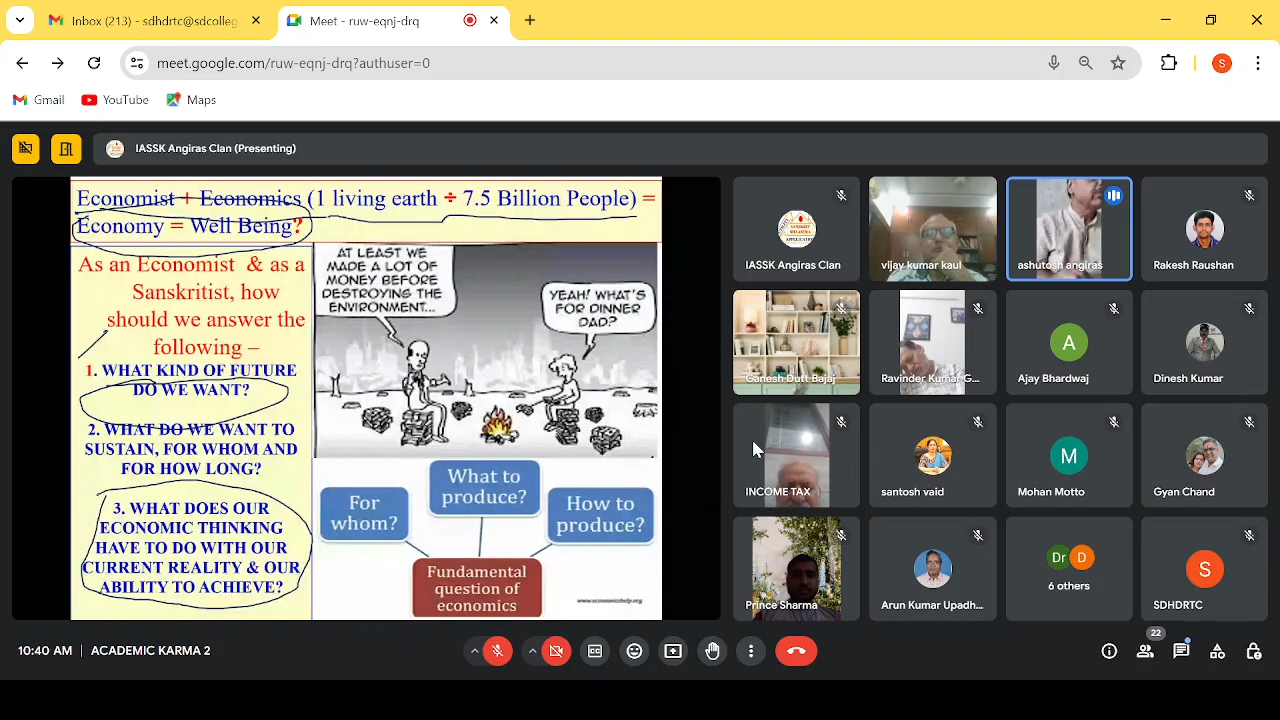 Inbox (213) - sdhdrtc@sdcolleg
Meet - ruw-eqnj-drq
meet.google.com/ruw-eqnj-drq?authuser=0
S
Gmail
YouTube
Maps
IASSK Angiras Clan (Presenting)
Economist + Economics (1 living earth ÷ 7.5 Billion People) =
Economy = Well Being?
As an Economist & as a
Sanskritist, how
should we answer the
following –
1. WHAT KIND OF FUTURE
DO WE WANT?
2. WHAT DO WE WANT TO
SUSTAIN, FOR WHOM AND
FOR HOW LONG?
3. WHAT DOES OUR
ECONOMIC THINKING
HAVE TO DO WITH OUR
CURRENT REALITY & OUR
ABILITY TO ACHIEVE?
AT LEAST WE
MADE A LOT OF
MONEY BEFORE
DESTROYING THE
ENVIRONMENT...
YEAH! WHAT'S
FOR DINNER
DAD?
For
whom?
What to
produce?
How to
produce?
Fundamental
question of
economics
www.economicshelp.org
SANSKRIT
SHAASTRA
APPLICATION
IASSK Angiras Clan
vijay kumar kaul
ashutosh angiras
Rakesh Raushan
Ganesh Dutt Bajaj
Ravinder Kumar G...
A
Ajay Bhardwaj
Dinesh Kumar
INCOME TAX
santosh vaid
M
Mohan Motto
Gyan Chand
Prince Sharma
Arun Kumar Upadh...
Dr D
6 others
S
SDHDRTC
10:40 AM | ACADEMIC KARMA 2
22